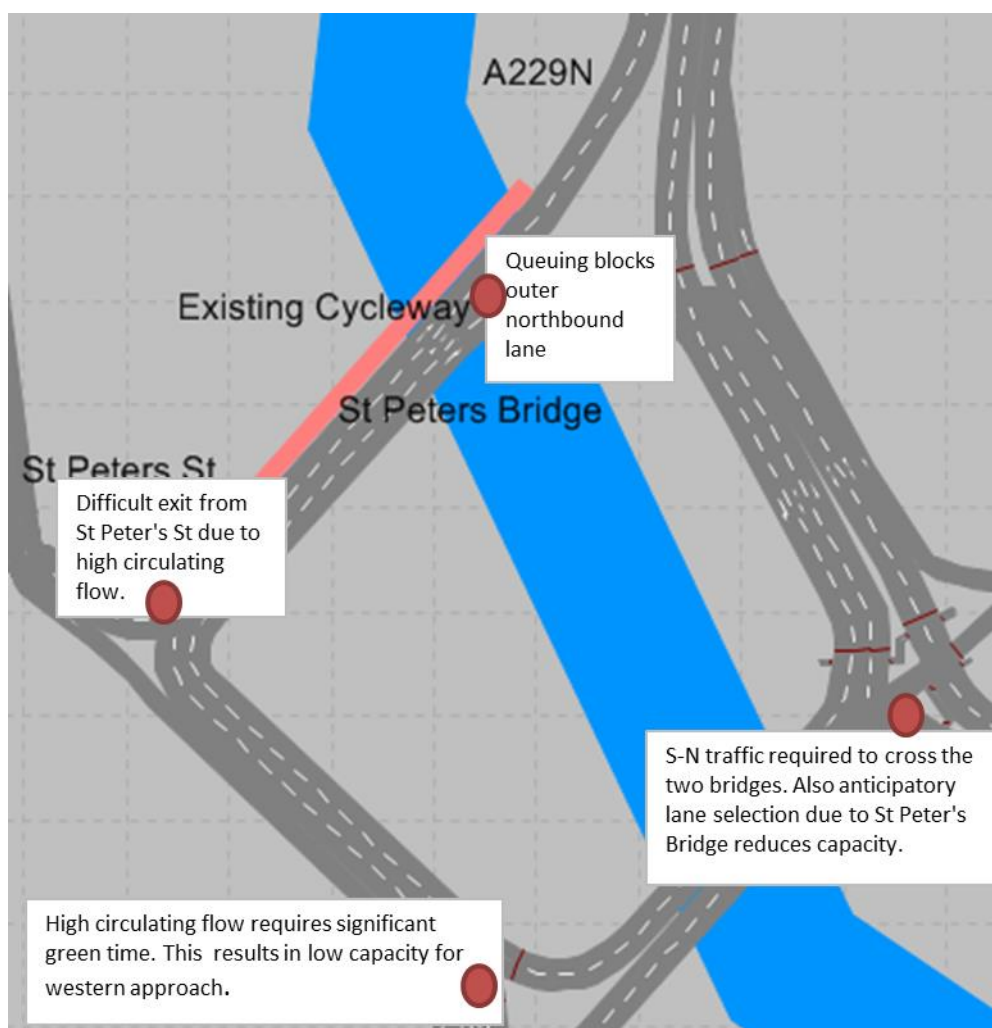 A229N
Queuing blocks
outer
northbound
lane
Existing Cycleway
St Peters Bridge
St Peters St
Difficult exit from
St Peter's St due to
high circulating
flow.
S-N traffic required to cross the
two bridges. Also anticipatory
lane selection due to St Peter's
Bridge reduces capacity.
High circulating flow requires significant
green time. This results in low capacity for
western approach.